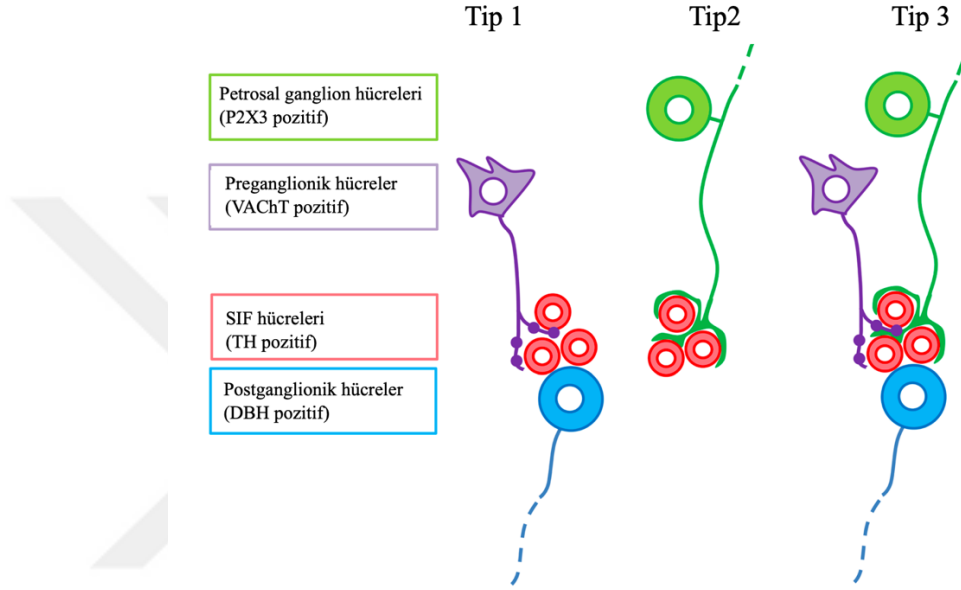 Tip 1
Tip2
Tip 3
Petrosal ganglion hücreleri
(P2X3 pozitif)
Preganglionik hücreler
(VAChT pozitif)
SIF hücreleri
(TH pozitif)
Postganglionik hücreler
(DBH pozitif)